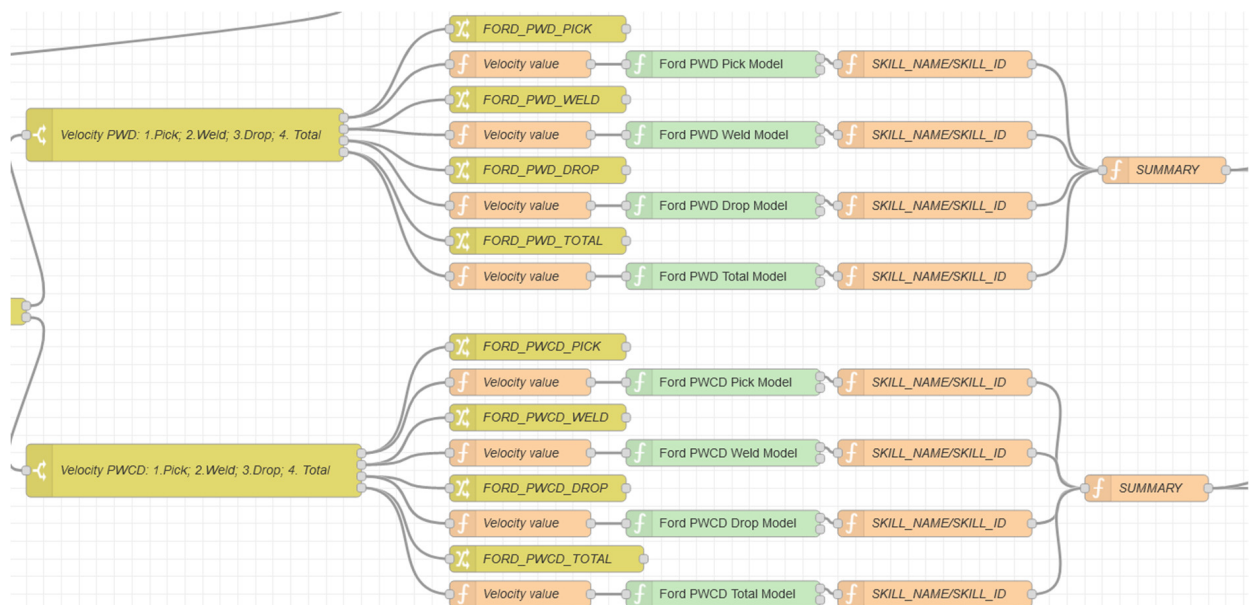 FORD_PWD_PICK
Velocity value
Ford PWD Pick Model
SKILL_NAME/SKILL_ID
FORD_PWD_WELD
Velocity PWD: 1.Pick; 2.Weld; 3.Drop; 4. Total
Velocity value
Ford PWD Weld Model
SKILL_NAME/SKILL_ID
FORD_PWD_DROP
SUMMARY
Velocity value
Ford PWD Drop Model
SKILL_NAME/SKILL_ID
FORD_PWD_TOTAL
Velocity value
Ford PWD Total Model
SKILL_NAME/SKILL_ID
FORD_PWCD_PICK
Velocity value
Ford PWCD Pick Model
SKILL_NAME/SKILL_ID
FORD_PWCD_WELD
Velocity value
Ford PWCD Weld Model
SKILL_NAME/SKILL_ID
Velocity PWCD: 1.Pick; 2.Weld; 3.Drop; 4. Total
FORD_PWCD_DROP
SUMMARY
Velocity value
Ford PWCD Drop Model
SKILL_NAME/SKILL_ID
FORD_PWCD_TOTAL
Velocity value
Ford PWCD Total Model
SKILL_NAME/SKILL_ID